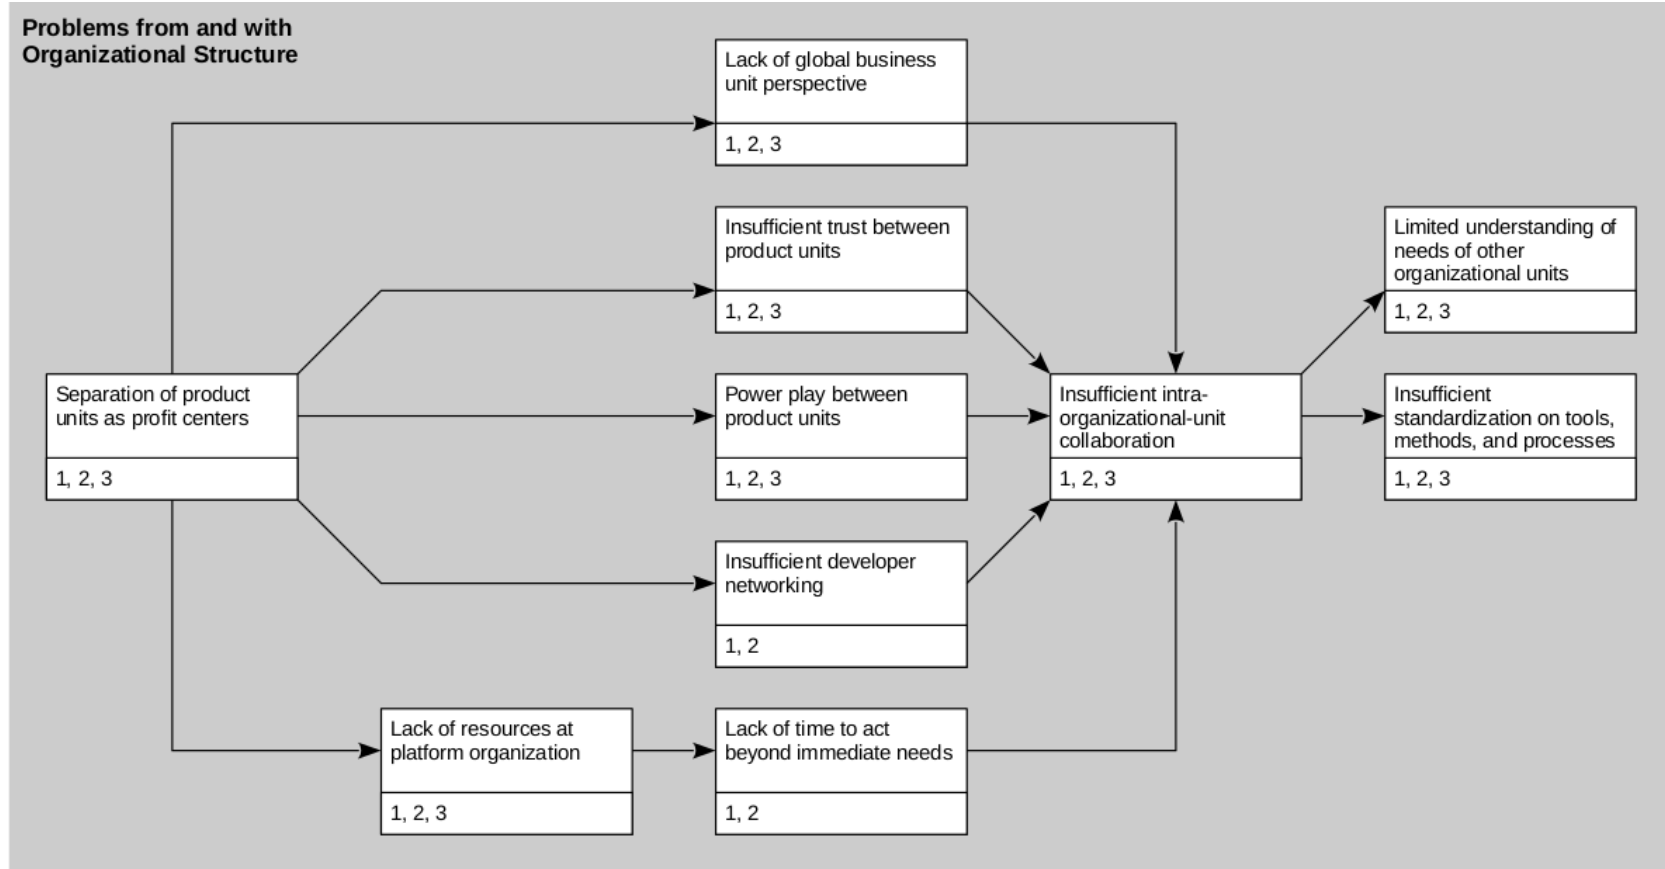 Problems from and with
Organizational Structure
Lack of global business
unit perspective
1, 2, 3
Insufficient trust between
product units
1, 2, 3
Limited understanding of
needs of other
organizational units
1, 2, 3
Separation of product
units as profit centers
1, 2, 3
Power play between
product units
1, 2, 3
Insufficient intra-
organizational-unit
collaboration
1, 2, 3
Insufficient
standardization on tools,
methods, and processes
1, 2, 3
Insufficient developer
networking
1, 2
Lack of resources at
platform organization
1, 2, 3
Lack of time to act
beyond immediate needs
1, 2